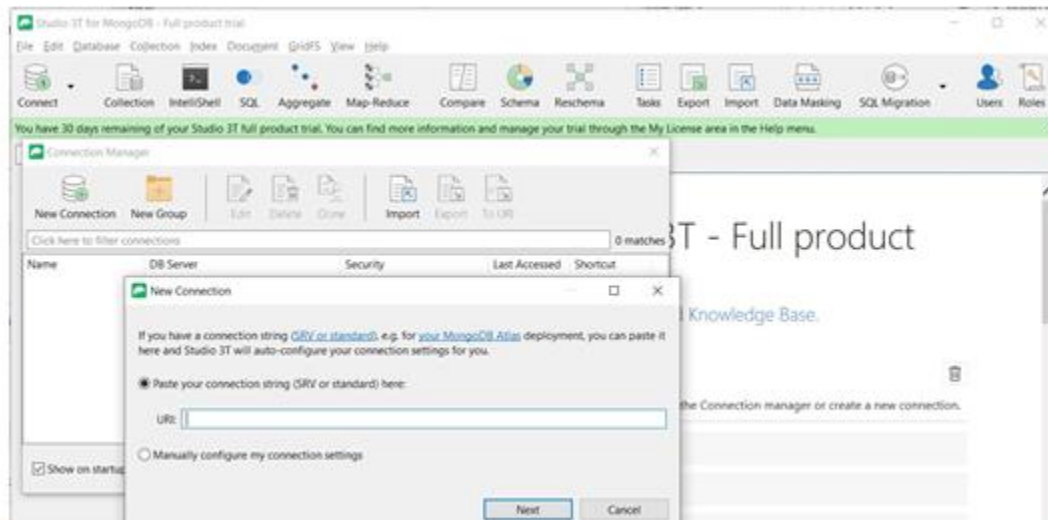 Studio 3T for MongoDB - Full product trial
File Edit Database Collection Index Document GridFS View Help
Connect Collection IntelliShell SQL Aggregate Map-Reduce Compare Schema Reschema Tasks Export Import Data Masking SQL Migration Users Roles
You have 30 days remaining of your Studio 3T full product trial. You can find more information and manage your trial through the My License area in the Help menu.
Connection Manager
New Connection New Group Edit Delete Clone Import Export To URI
Click here to filter connections 0 matches
3T - Full product
Name DB Server Security Last Accessed Shortcut
New Connection
Knowledge Base.
If you have a connection string (SRV or standard), e.g. for your MongoDB Atlas deployment, you can paste it
here and Studio 3T will auto-configure your connection settings for you.
Paste your connection string (SRV or standard) here:
the Connection manager or create a new connection.
URI:
Manually configure my connection settings
Show on startup
Next Cancel